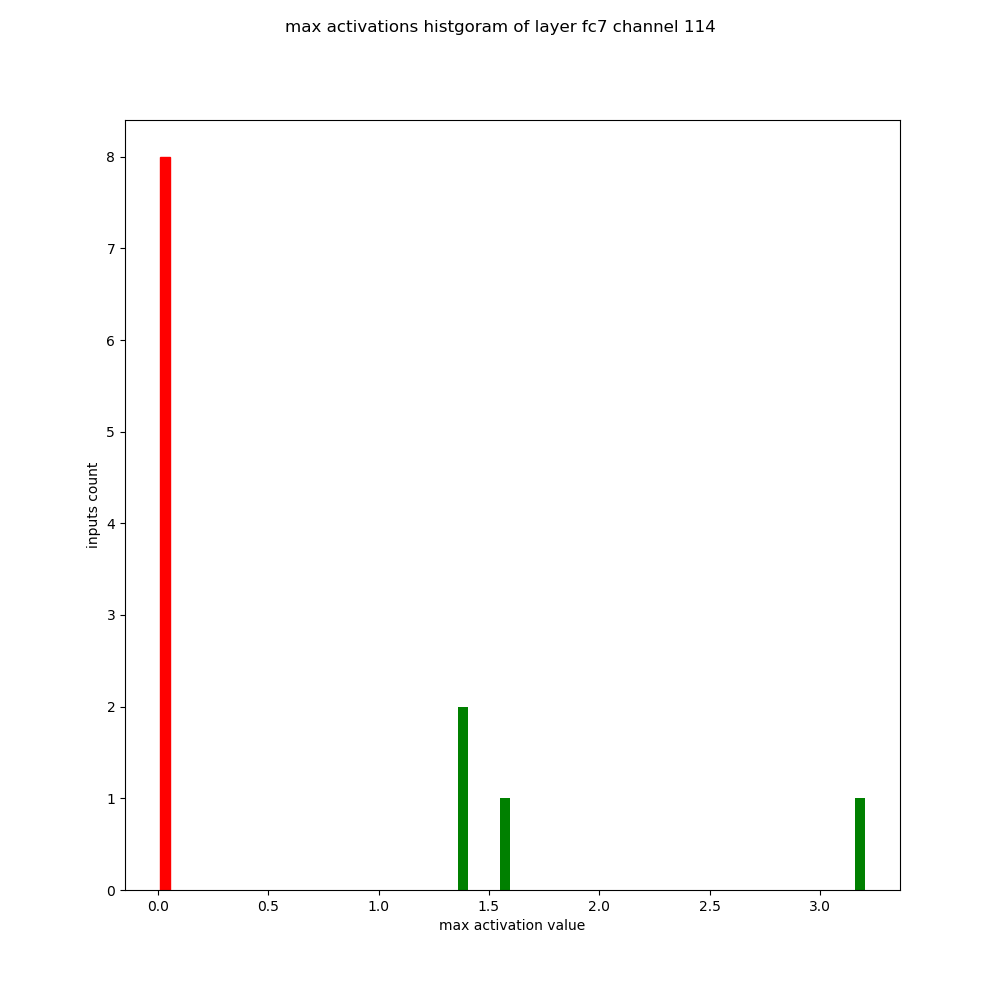 max activations histgoram of layer fc7 channel 114
8
7
6
5
4
3
2
1
0
inputs count
0.0 0.5 1.0 1.5 2.0 2.5 3.0
max activation value